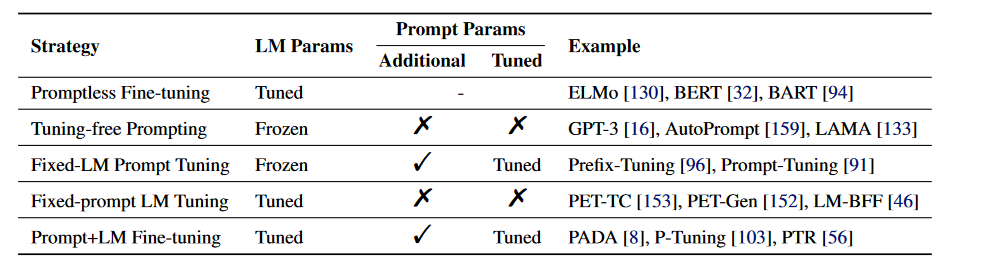 Strategy LM Params Prompt Params Example
Additional Tuned
Promptless Fine-tuning Tuned - ELMo [130], BERT [32], BART [94]
Tuning-free Prompting Frozen ✗ ✗ GPT-3 [16], AutoPrompt [159], LAMA [133]
Fixed-LM Prompt Tuning Frozen ✓ Tuned Prefix-Tuning [96], Prompt-Tuning [91]
Fixed-prompt LM Tuning Tuned ✗ ✗ PET-TC [153], PET-Gen [152], LM-BFF [46]
Prompt+LM Fine-tuning Tuned ✓ Tuned PADA [8], P-Tuning [103], PTR [56]